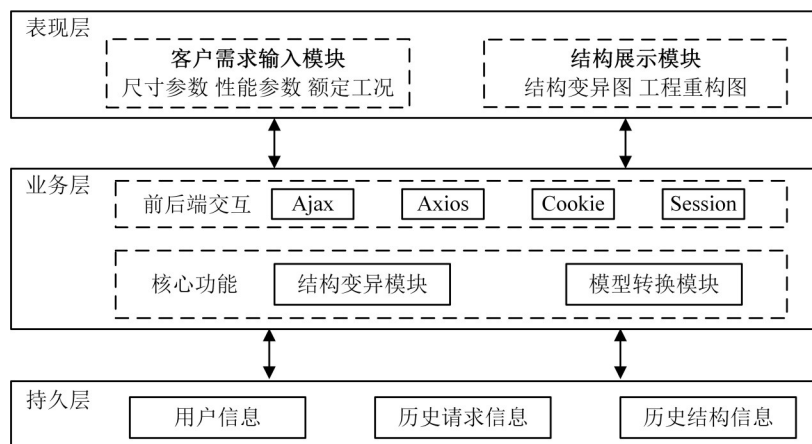 表现层
客户需求输入模块
尺寸参数 性能参数 额定工况
结构展示模块
结构变异图 工程重构图
业务层
前后端交互
Ajax
Axios
Cookie
Session
核心功能
结构变异模块
模型转换模块
持久层
用户信息
历史请求信息
历史结构信息